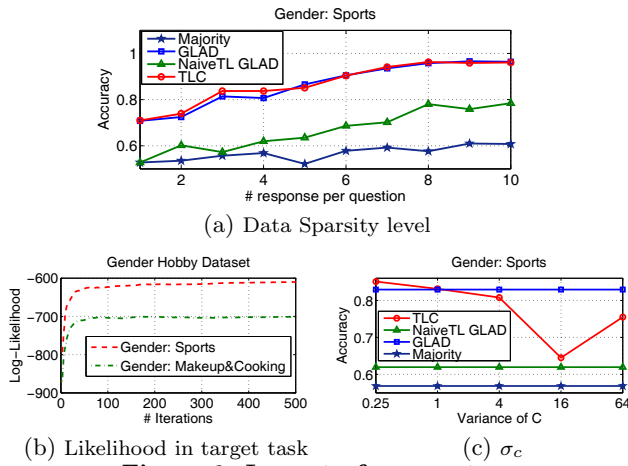 Gender: Sports
Majority
GLAD
NaiveTL GLAD
TLC
Accuracy
1
0.8
0.6
2
4
6
8
10
# response per question
(a) Data Sparsity level
Gender Hobby Dataset
Log-Likelihood
-600
-700
-800
-900
Gender: Sports
Gender: Makeup&Cooking
0
100
200
300
400
500
# Iterations
(b) Likelihood in target task
Gender: Sports
Accuracy
0.8
0.7
0.6
0.5
TLC
NaiveTL GLAD
GLAD
Majority
0.25
1
4
16
64
Variance of C
(c) σc